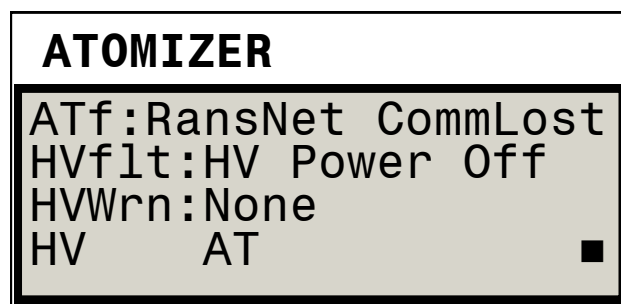 ATOMIZER
ATf:RansNet CommLost
HVflt:HV Power Off
HVWrn:None
HV AT ■